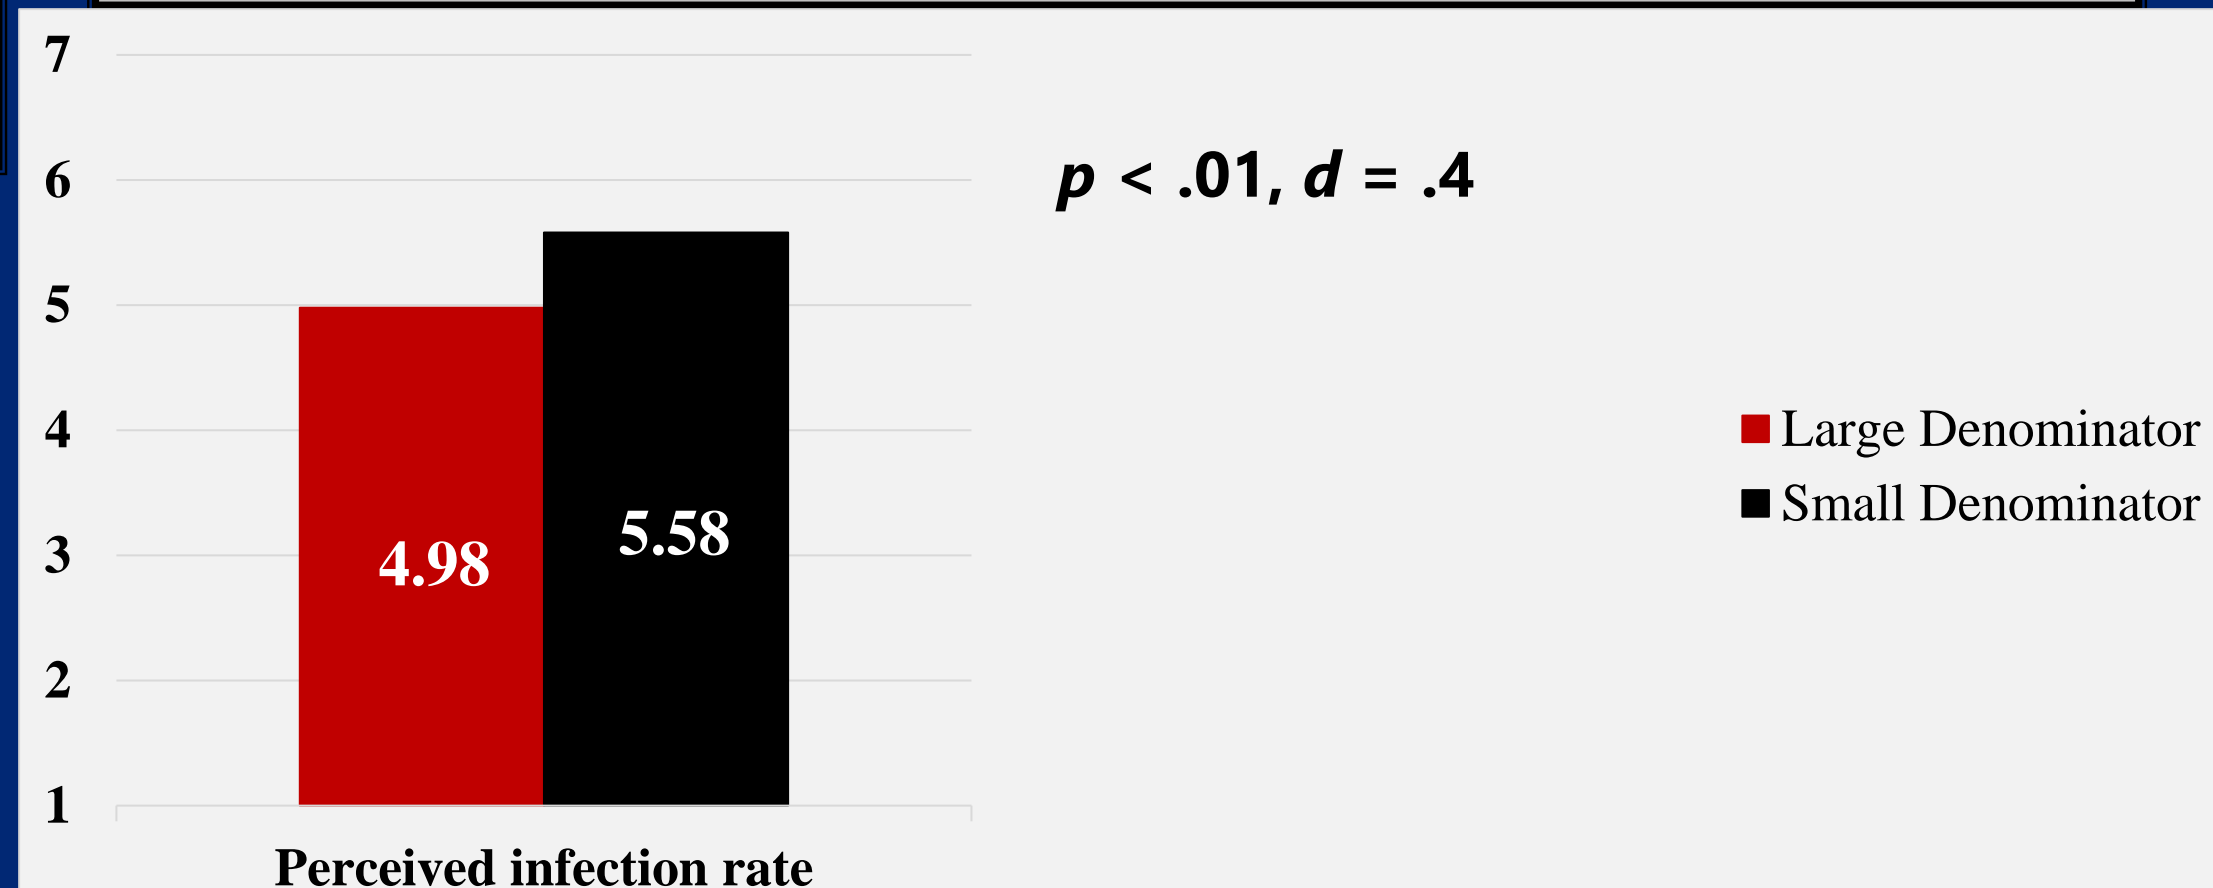 7
6
5
4
3
2
1
4.98
5.58
Perceived infection rate
p < .01, d = .4
Large Denominator
Small Denominator